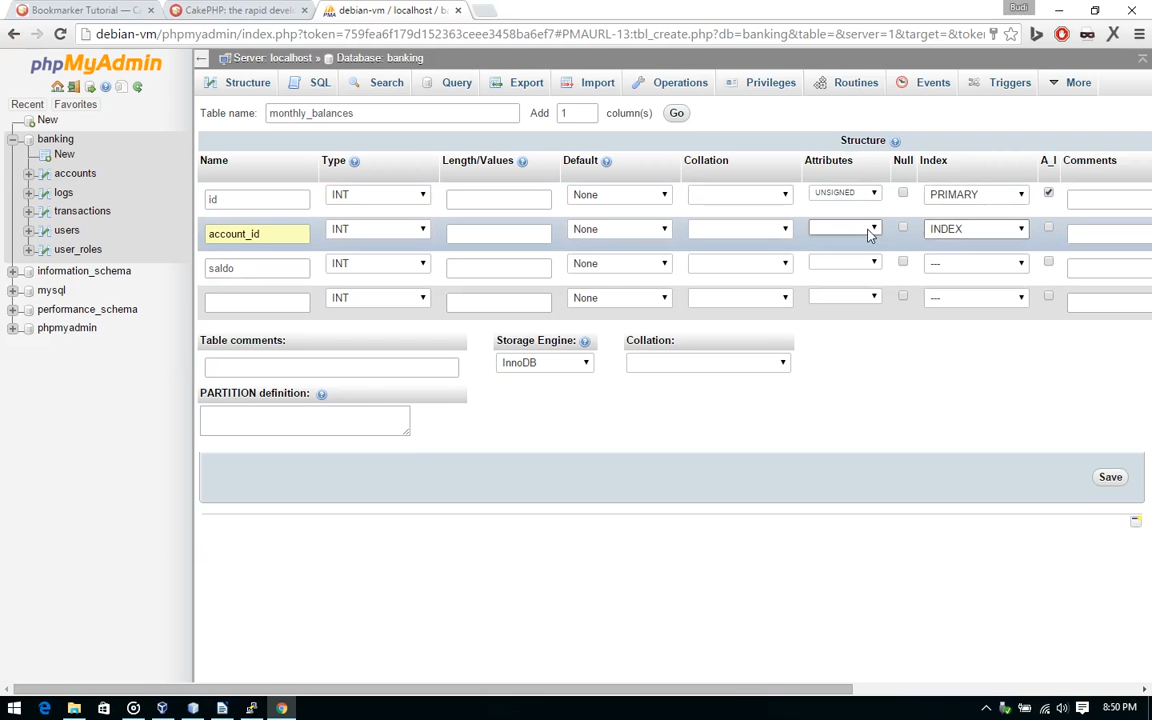 Bookmarker Tutorial — C
CakePHP: the rapid devel
debian-vm / localhost / b
Budi
debian-vm/phpmyadmin/index.php?token=759fea6f19d152363ceee3458ba6ef7#PMAURL-13:tbl_create.php?db=banking&table=&server=1&target=&toke
phpMyAdmin
Server: localhost » Database: banking
Structure SQL Search Query Export Import Operations Privileges Routines Events Triggers More
Recent Favorites
New
banking
New
accounts
logs
transactions
users
user_roles
information_schema
mysql
performance_schema
phpmyadmin
Table name: monthly_balances Add 1 column(s) Go
Structure
Name Type Length/Values Default Collation Attributes Null Index A_I Comments
id INT None UNSIGNED PRIMARY
account_id INT None INDEX
saldo INT None ---
INT None ---
Table comments: Storage Engine: Collation:
InnoDB
PARTITION definition:
Save
8:50 PM